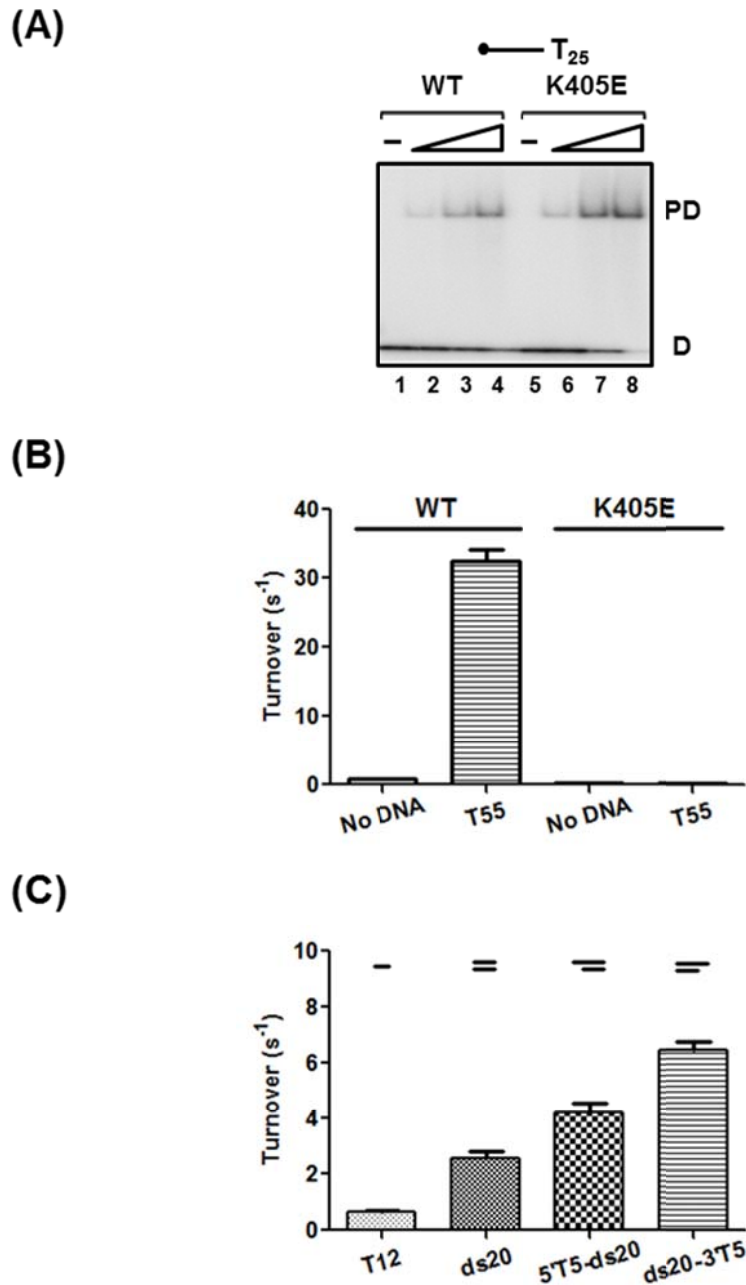 (A)
T25
WT K405E
– –
PD
D
1 2 3 4 5 6 7 8
(B)
40
30
20
10
0
Turnover (s-1)
WT K405E
No DNA T55 No DNA T55
(C)
10
8
6
4
2
0
Turnover (s-1)
T12 ds20 5'T5-ds20 ds20-3'T5